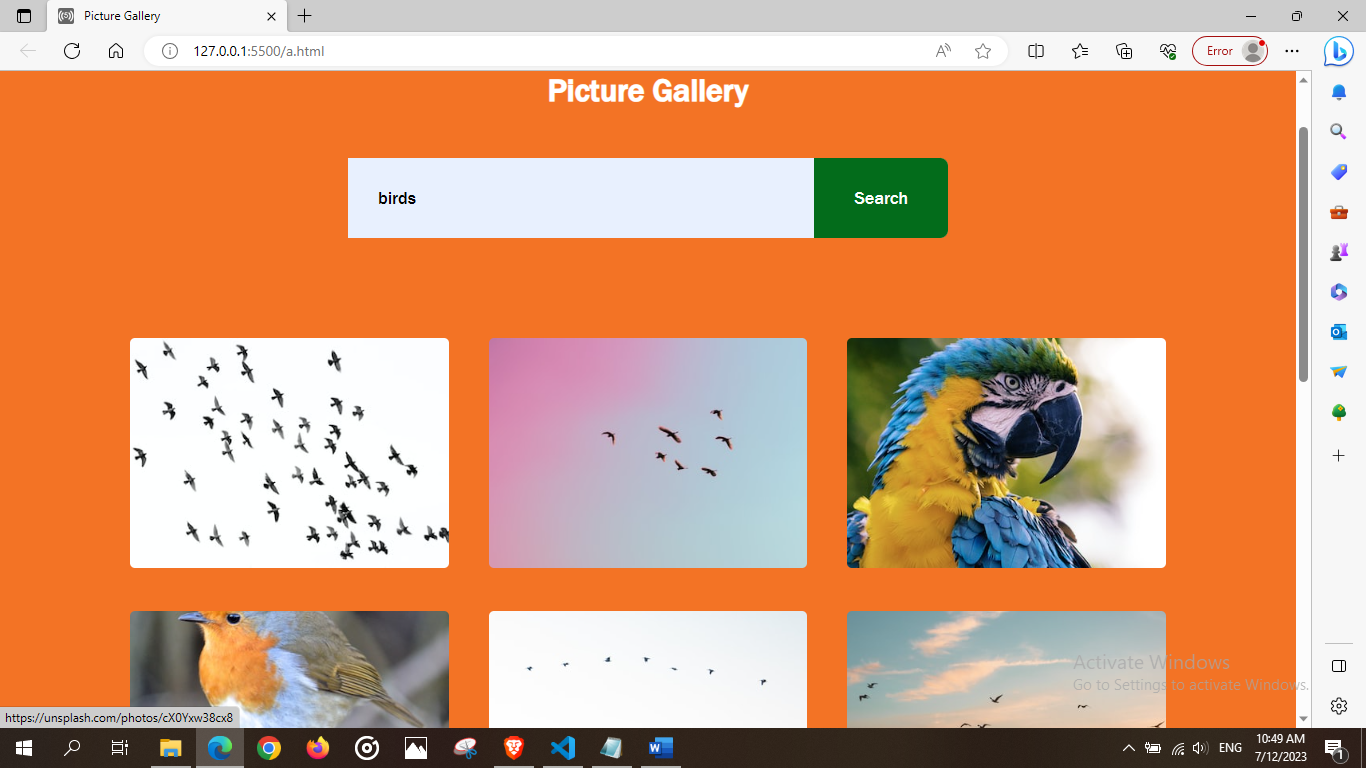 Picture Gallery
127.0.0.1:5500/a.html
Error
Picture Gallery
birds
Search
Activate Windows
Go to Settings to activate Windows.
https://unsplash.com/photos/cX0Yxw38cx8
ENG
10:49 AM
7/12/2023
1